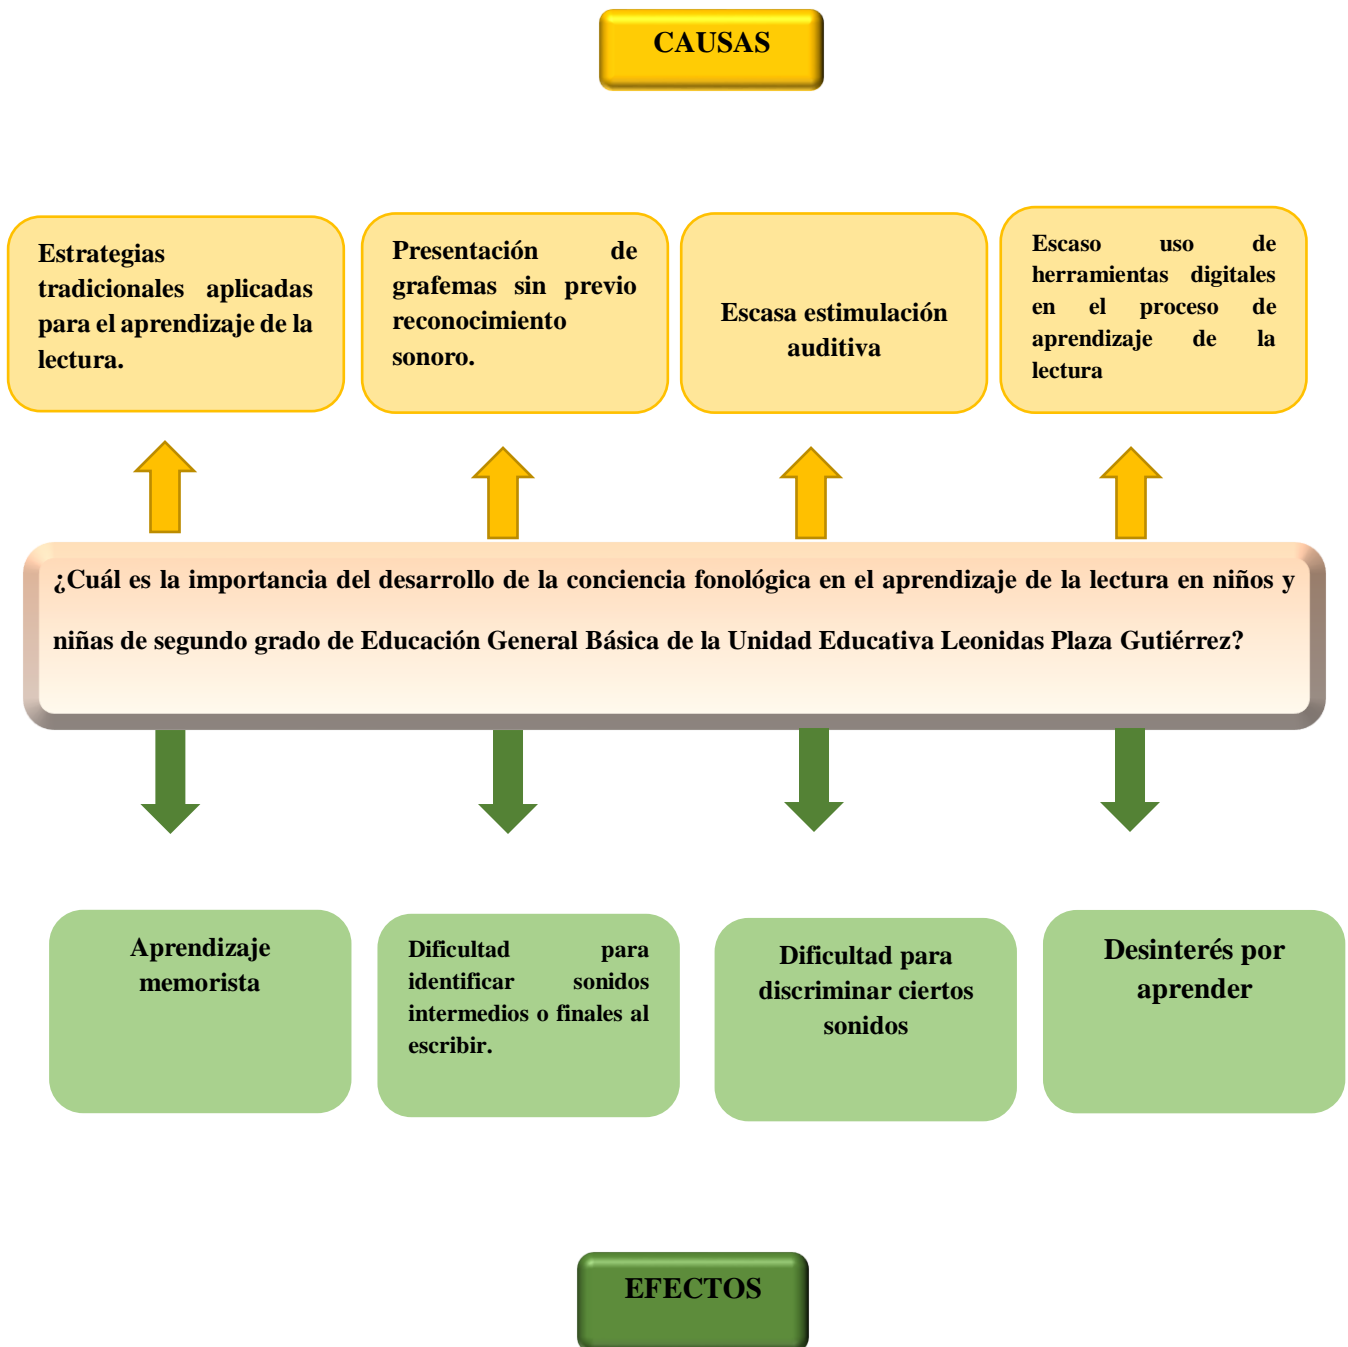 CAUSAS
Estrategias
tradicionales aplicadas
para el aprendizaje de la
lectura.
Presentación de
grafemas sin previo
reconocimiento
sonoro.
Escasa estimulación
auditiva
Escaso uso de
herramientas digitales
en el proceso de
aprendizaje de la
lectura
¿Cuál es la importancia del desarrollo de la conciencia fonológica en el aprendizaje de la lectura en niños y
niñas de segundo grado de Educación General Básica de la Unidad Educativa Leonidas Plaza Gutiérrez?
Aprendizaje
memorista
Dificultad para
identificar sonidos
intermedios o finales al
escribir.
Dificultad para
discriminar ciertos
sonidos
Desinterés por
aprender
EFECTOS